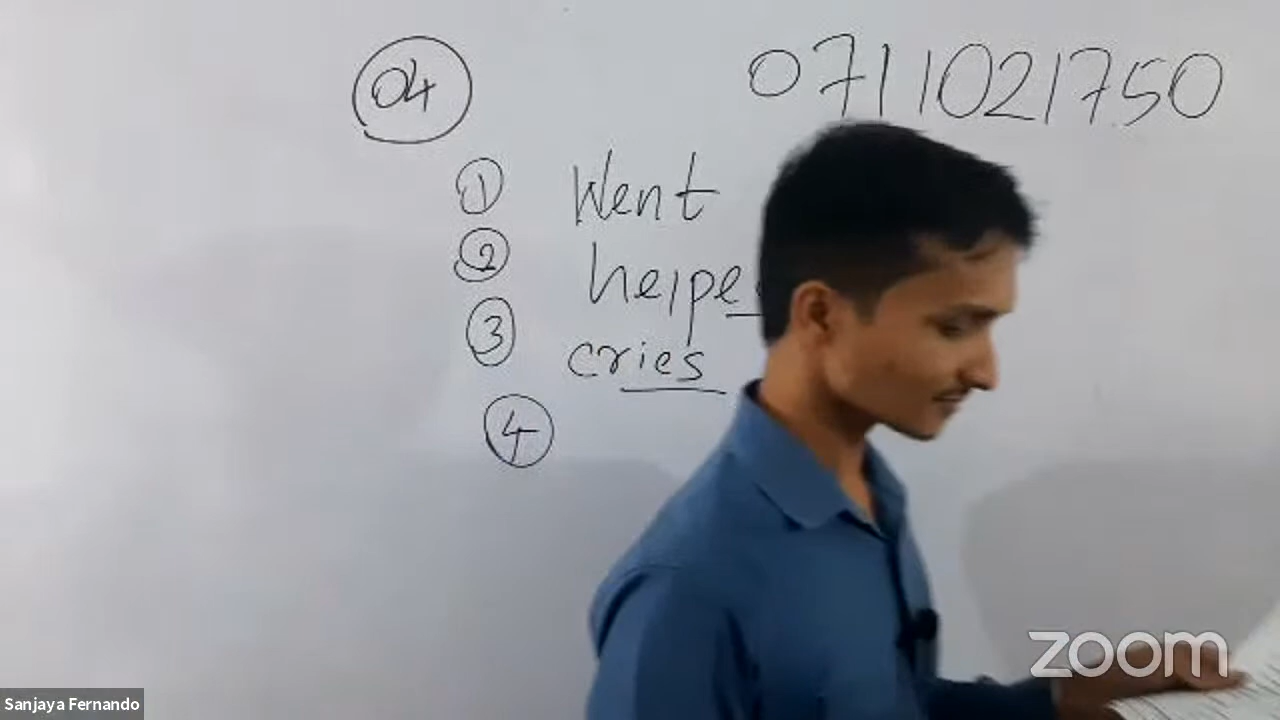 04 0711021750
① Went
② helpe
③ cries
④
zoom
Sanjaya Fernando